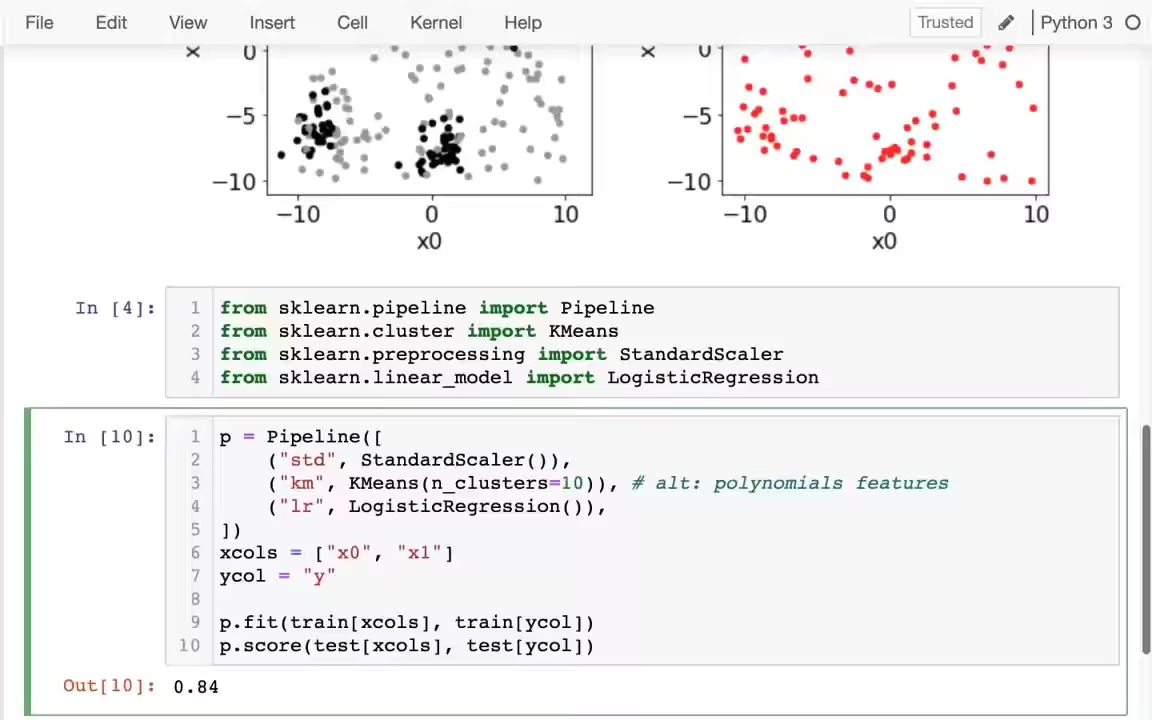 File Edit View Insert Cell Kernel Help Trusted Python 3
x 0 x 0
−5 −5
−10 −10
−10 0 10 −10 0 10
x0 x0
In [4]:
1 from sklearn.pipeline import Pipeline
2 from sklearn.cluster import KMeans
3 from sklearn.preprocessing import StandardScaler
4 from sklearn.linear_model import LogisticRegression
In [10]:
1 p = Pipeline([
2     ("std", StandardScaler()),
3     ("km", KMeans(n_clusters=10)), # alt: polynomials features
4     ("lr", LogisticRegression()),
5 ])
6 xcols = ["x0", "x1"]
7 ycol = "y"
8
9 p.fit(train[xcols], train[ycol])
10 p.score(test[xcols], test[ycol])
Out[10]: 0.84